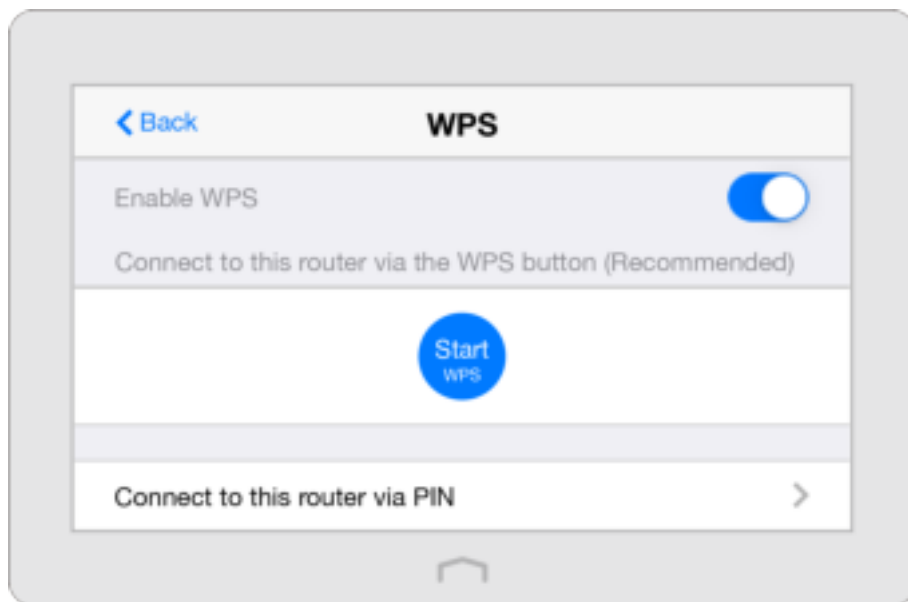 Back
WPS
Enable WPS
Connect to this router via the WPS button (Recommended)
Start
WPS
Connect to this router via PIN